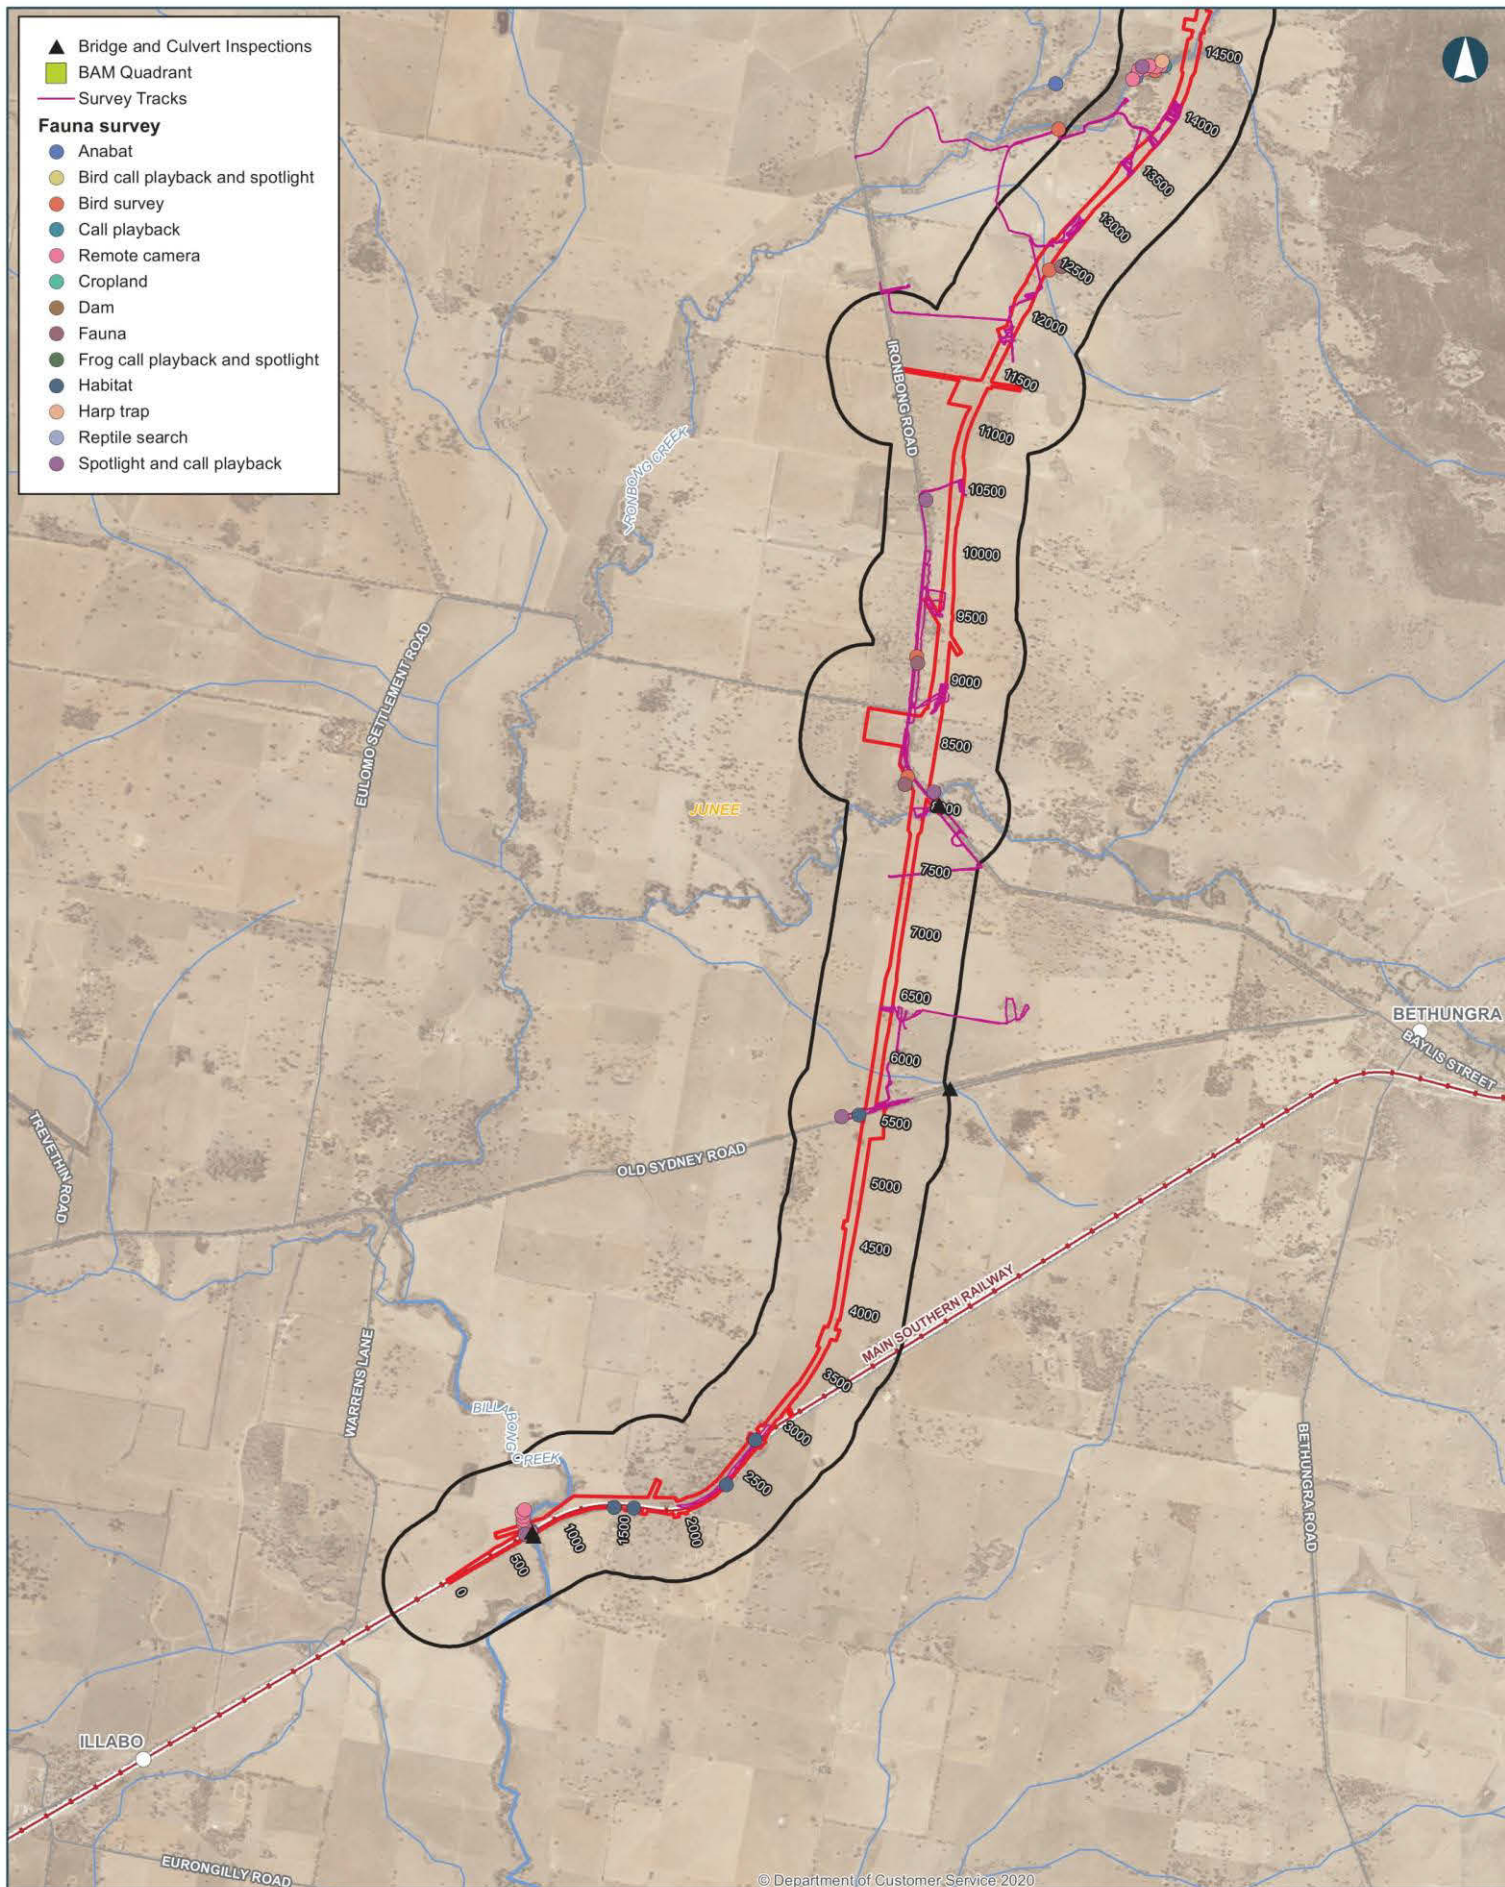 Bridge and Culvert Inspections
BAM Quadrant
Survey Tracks
Fauna survey
Anabat
Bird call playback and spotlight
Bird survey
Call playback
Remote camera
Cropland
Dam
Fauna
Frog call playback and spotlight
Habitat
Harp trap
Reptile search
Spotlight and call playback
14500
14000
13500
13000
12500
12000
11500
IRONBONG ROAD
11000
IRONBONG CREEK
10500
10000
9500
9000
EULOMO SETTLEMENT ROAD
8500
JUNEE
7500
7000
6500
BETHUNGRA
BAYLIS STREET
6000
5500
TREVETHIN ROAD
OLD SYDNEY ROAD
5000
4500
4000
MAIN SOUTHERN RAILWAY
WARRENS LANE
3500
BILLABONG CREEK
3000
BETHUNGRA ROAD
2500
2000
1500
1000
500
0
ILLABO
EURONGILLY ROAD
© Department of Customer Service 2020